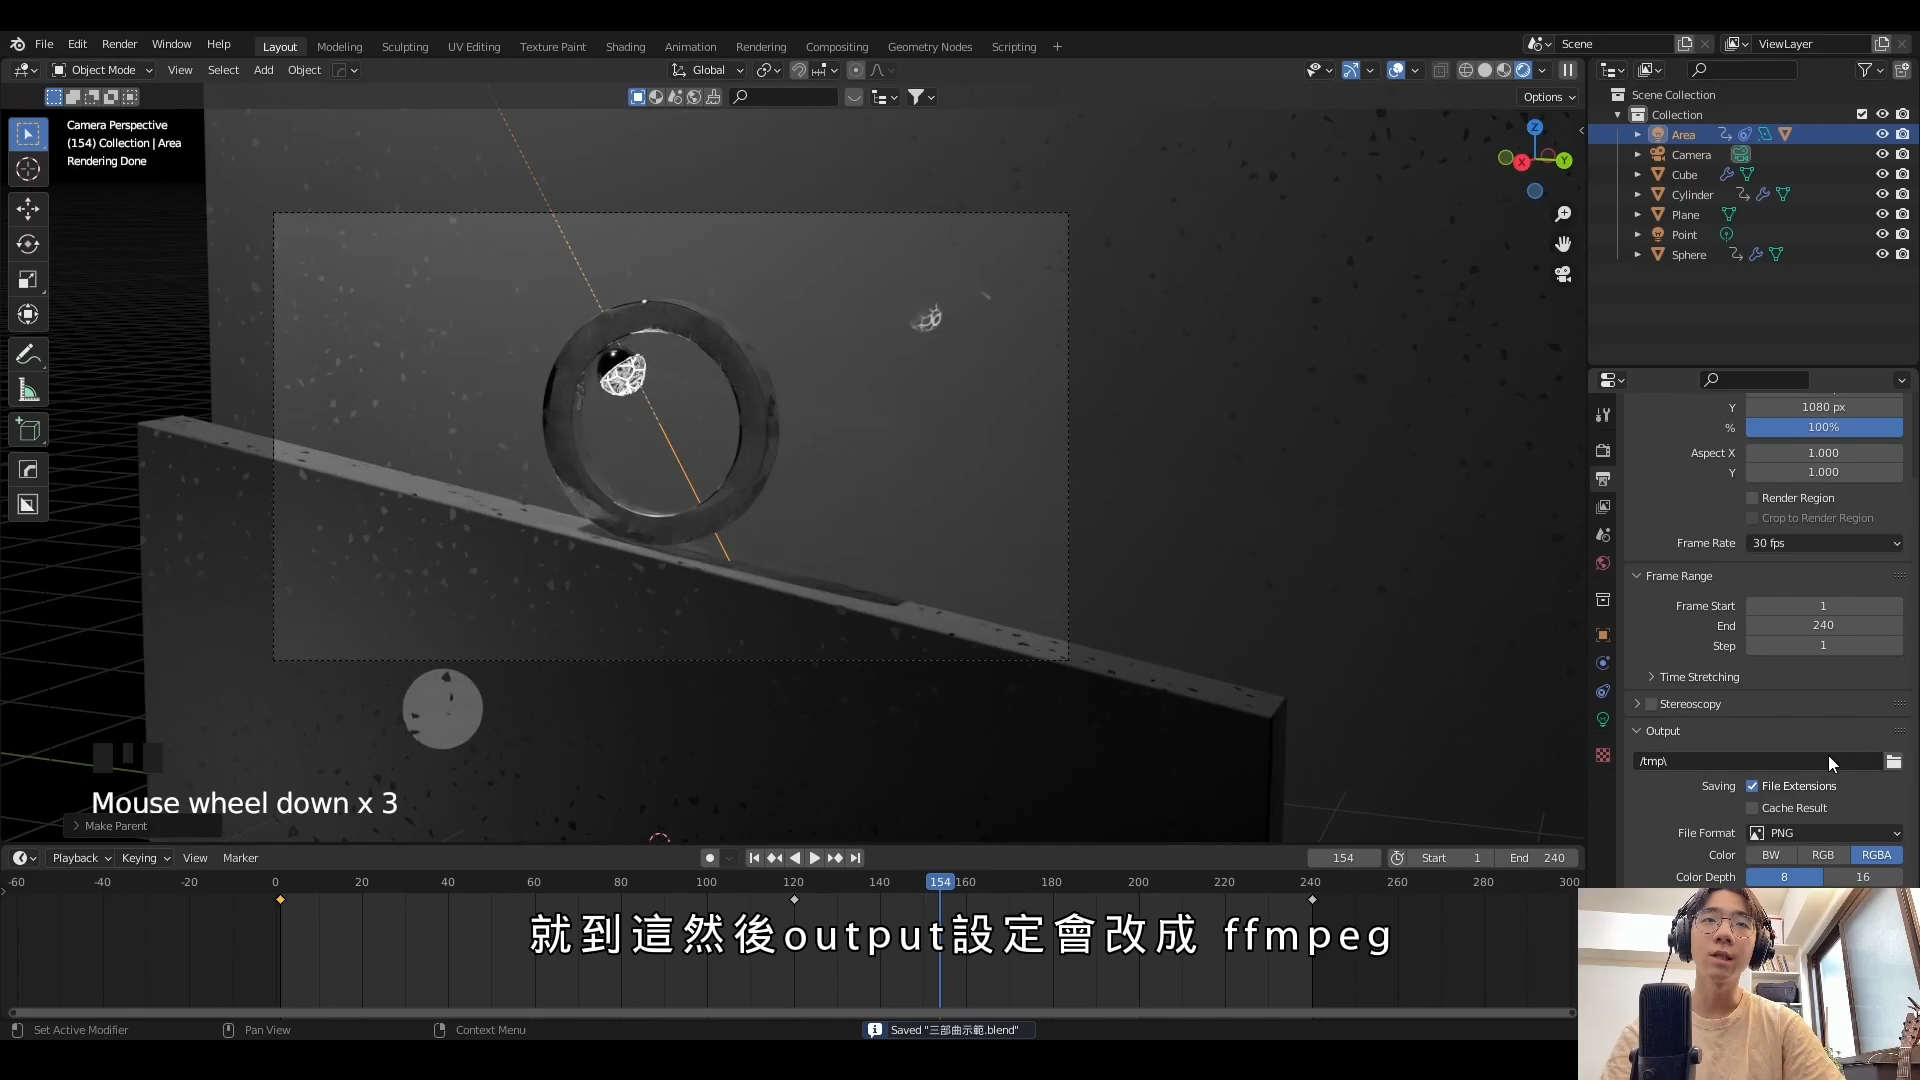 File Edit Render Window Help
Layout Modeling Sculpting UV Editing Texture Paint Shading Animation Rendering Compositing Geometry Nodes Scripting +
Scene
ViewLayer
Object Mode View Select Add Object
Global
Options
Camera Perspective
(154) Collection | Area
Rendering Done
Z
X
Y
Scene Collection
Collection
Area
Camera
Cube
Cylinder
Plane
Point
Sphere
Y 1080 px
% 100%
Aspect X 1.000
Y 1.000
Render Region
Crop to Render Region
Frame Rate 30 fps
Frame Range
Frame Start 1
End 240
Step 1
Time Stretching
Stereoscopy
Output
/tmp\
Saving File Extensions
Cache Result
File Format PNG
Color BW RGB RGBA
Color Depth 8 16
Mouse wheel down x 3
Make Parent
Playback Keying View Marker
154 Start 1 End 240
-60 -40 -20 0 20 40 60 80 100 120 140 154 160 180 200 220 240 260 280 300
就到這然後output設定會改成 ffmpeg
Set Active Modifier Pan View Context Menu
Saved "三部曲示範.blend"